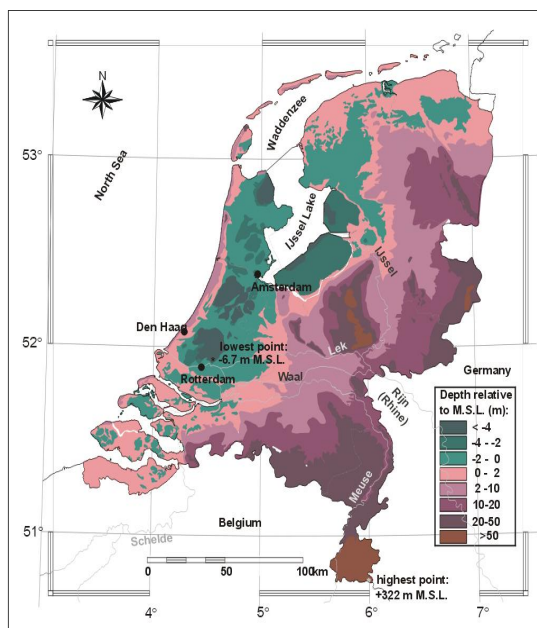 N
North Sea
Waddenzee
53°
IJssel Lake
IJssel
Amsterdam
Den Haag
52°
lowest point:
-6.7 m M.S.L.
Lek
Rotterdam
Waal
Rijn
(Rhine)
Germany
Depth relative
to M.S.L. (m):
< -4
-4 - -2
-2 - 0
0 - 2
2 -10
10-20
20-50
>50
Meuse
51°
Belgium
Schelde
0 50 100
km
highest point:
+322 m M.S.L.
4° 5° 6° 7°